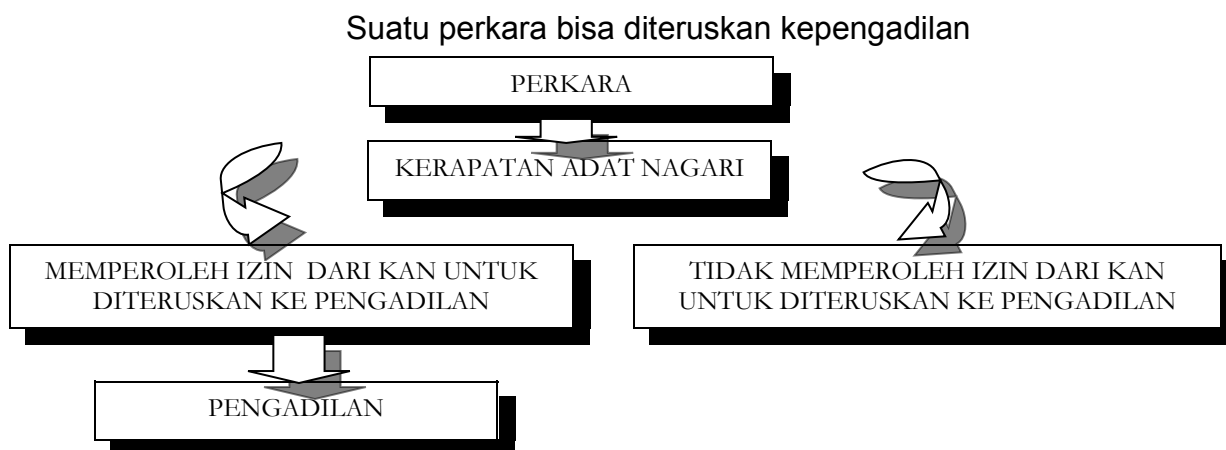 Suatu perkara bisa diteruskan kepengadilan
PERKARA
KERAPATAN ADAT NAGARI
MEMPEROLEH IZIN DARI KAN UNTUK
DITERUSKAN KE PENGADILAN
TIDAK MEMPEROLEH IZIN DARI KAN
UNTUK DITERUSKAN KE PENGADILAN
PENGADILAN